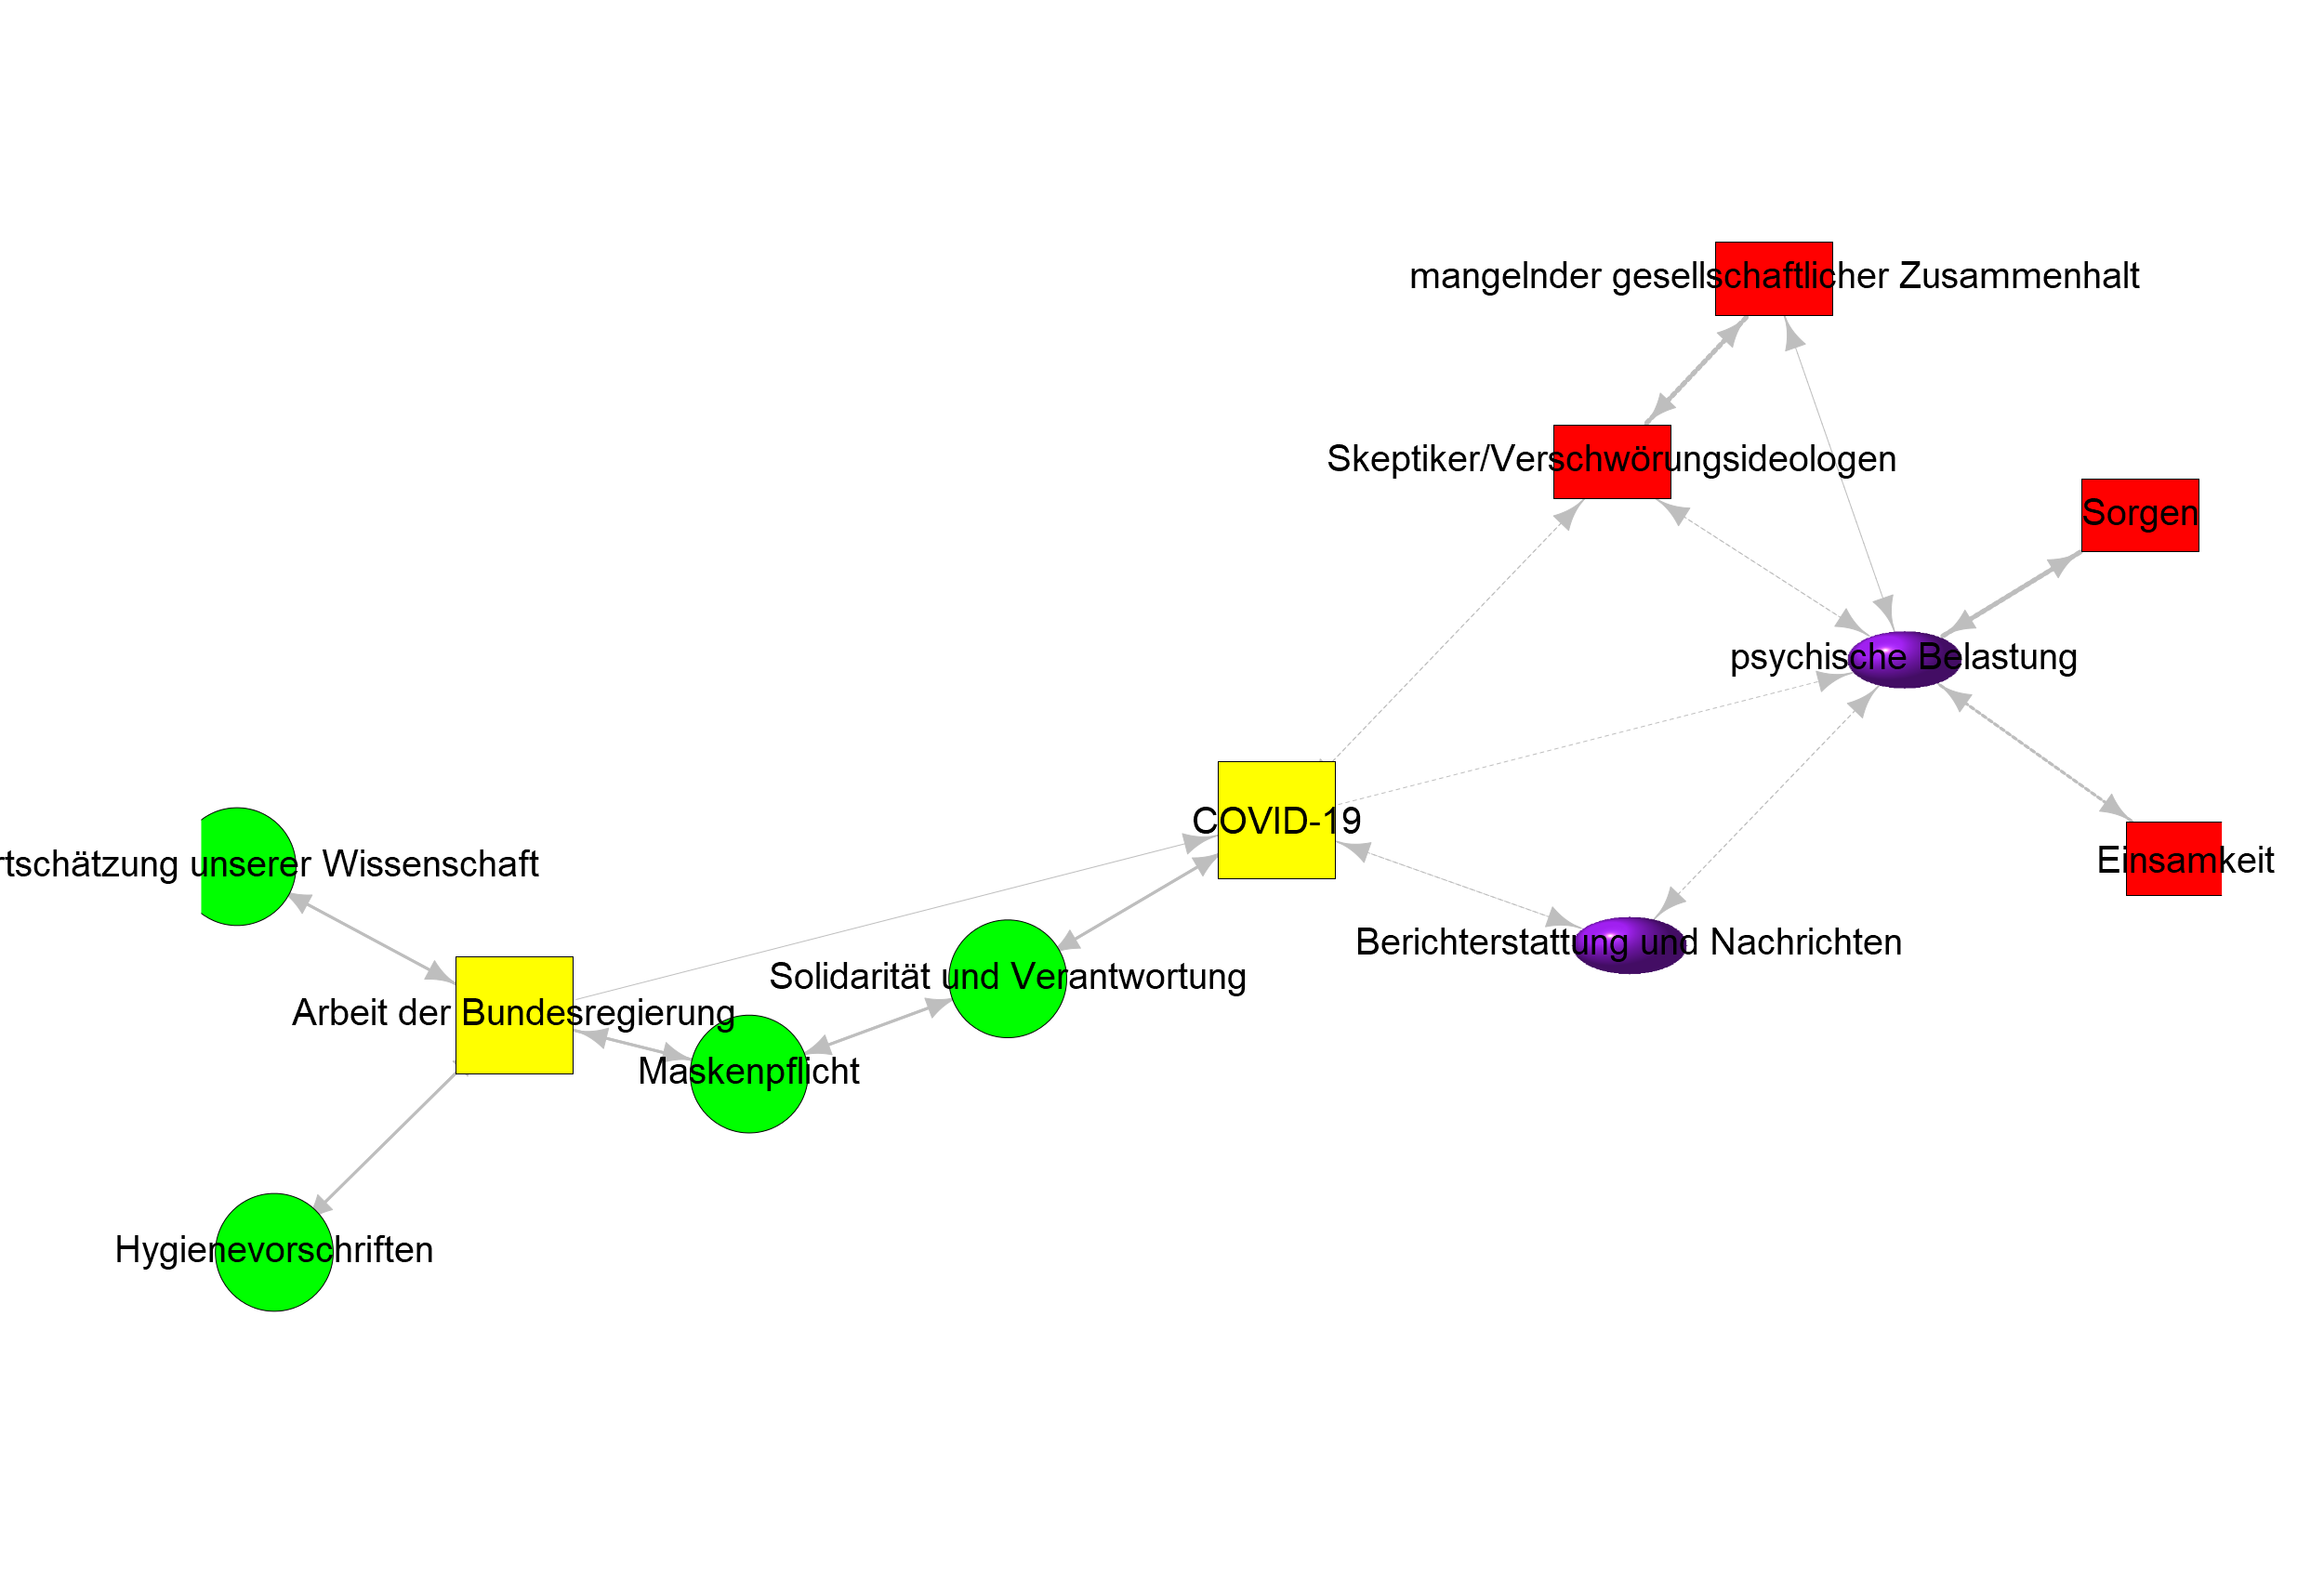 mangelnder gesellschaftlicher Zusammenhalt
Skeptiker/Verschwörungsideologen
Sorgen
psychische Belastung
COVID-19
rtschätzung unserer Wissenschaft
Einsamkeit
Berichterstattung und Nachrichten
Solidarität und Verantwortung
Arbeit der Bundesregierung
Maskenpflicht
Hygienevorschriften